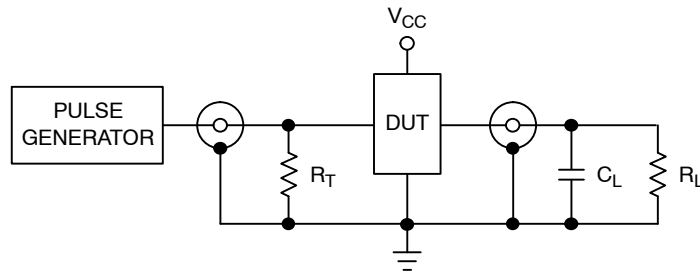 V_CC
PULSE
GENERATOR
DUT
R_T
C_L
R_L